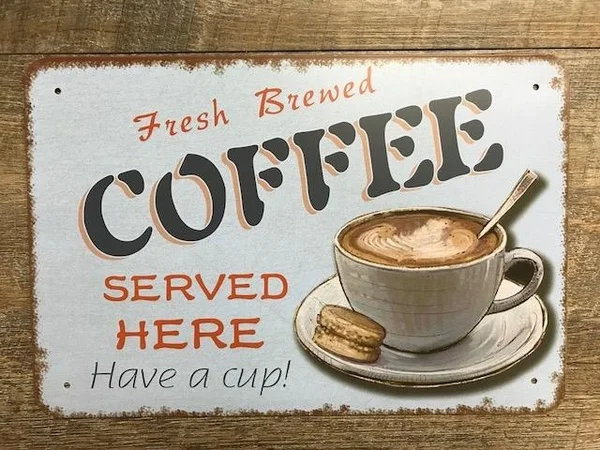 Fresh Brewed
COFFEE
SERVED
HERE
Have a cup!